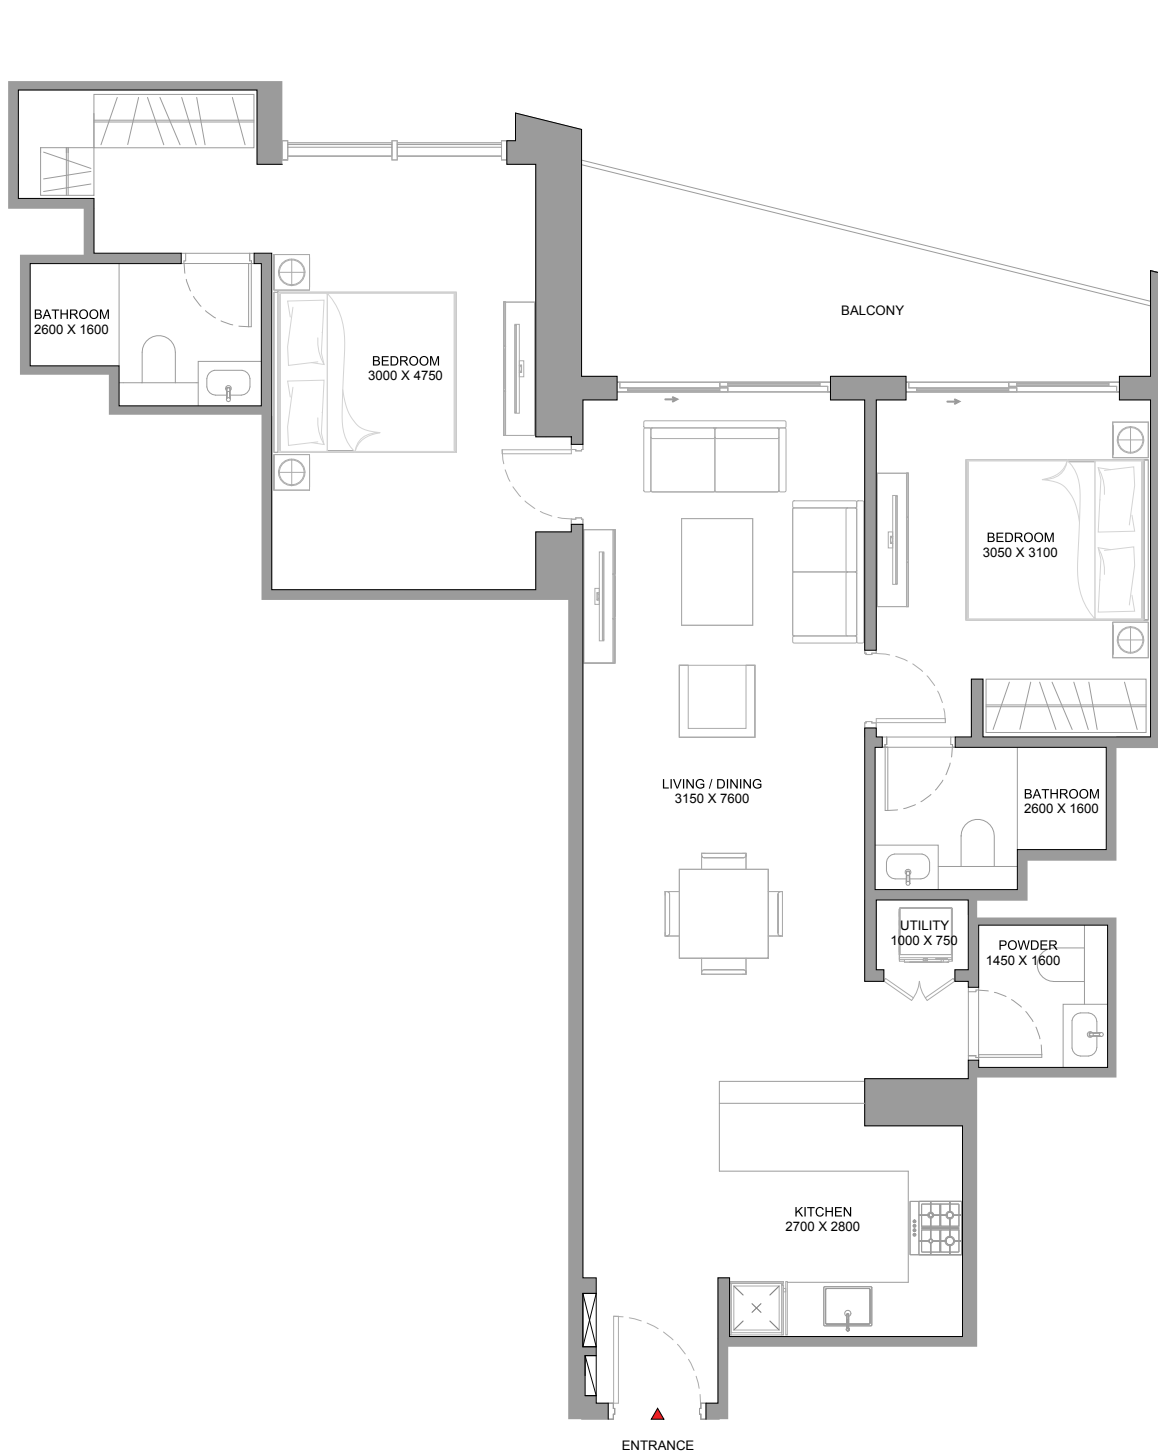 BALCONY
BATHROOM
2600 X 1600
BEDROOM
3000 X 4750
BEDROOM
3050 X 3100
LIVING / DINING
3150 X 7600
BATHROOM
2600 X 1600
UTILITY
1000 X 750
POWDER
1450 X 1600
KITCHEN
2700 X 2800
ENTRANCE